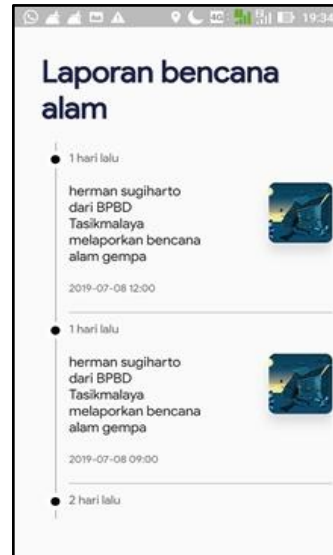 4G
19:34
Laporan bencana
alam
1 hari lalu
herman sugiharto
dari BPBD
Tasikmalaya
melaporkan bencana
alam gempa
2019-07-08 12:00
1 hari lalu
herman sugiharto
dari BPBD
Tasikmalaya
melaporkan bencana
alam gempa
2019-07-08 09:00
2 hari lalu